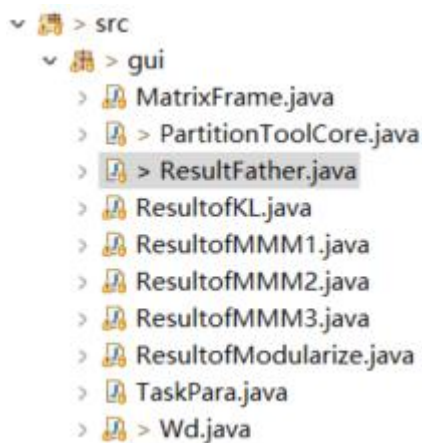 > src
> gui
MatrixFrame.java
> PartitionToolCore.java
> ResultFather.java
ResultofKL.java
ResultofMMM1.java
ResultofMMM2.java
ResultofMMM3.java
ResultofModularize.java
TaskPara.java
> Wd.java